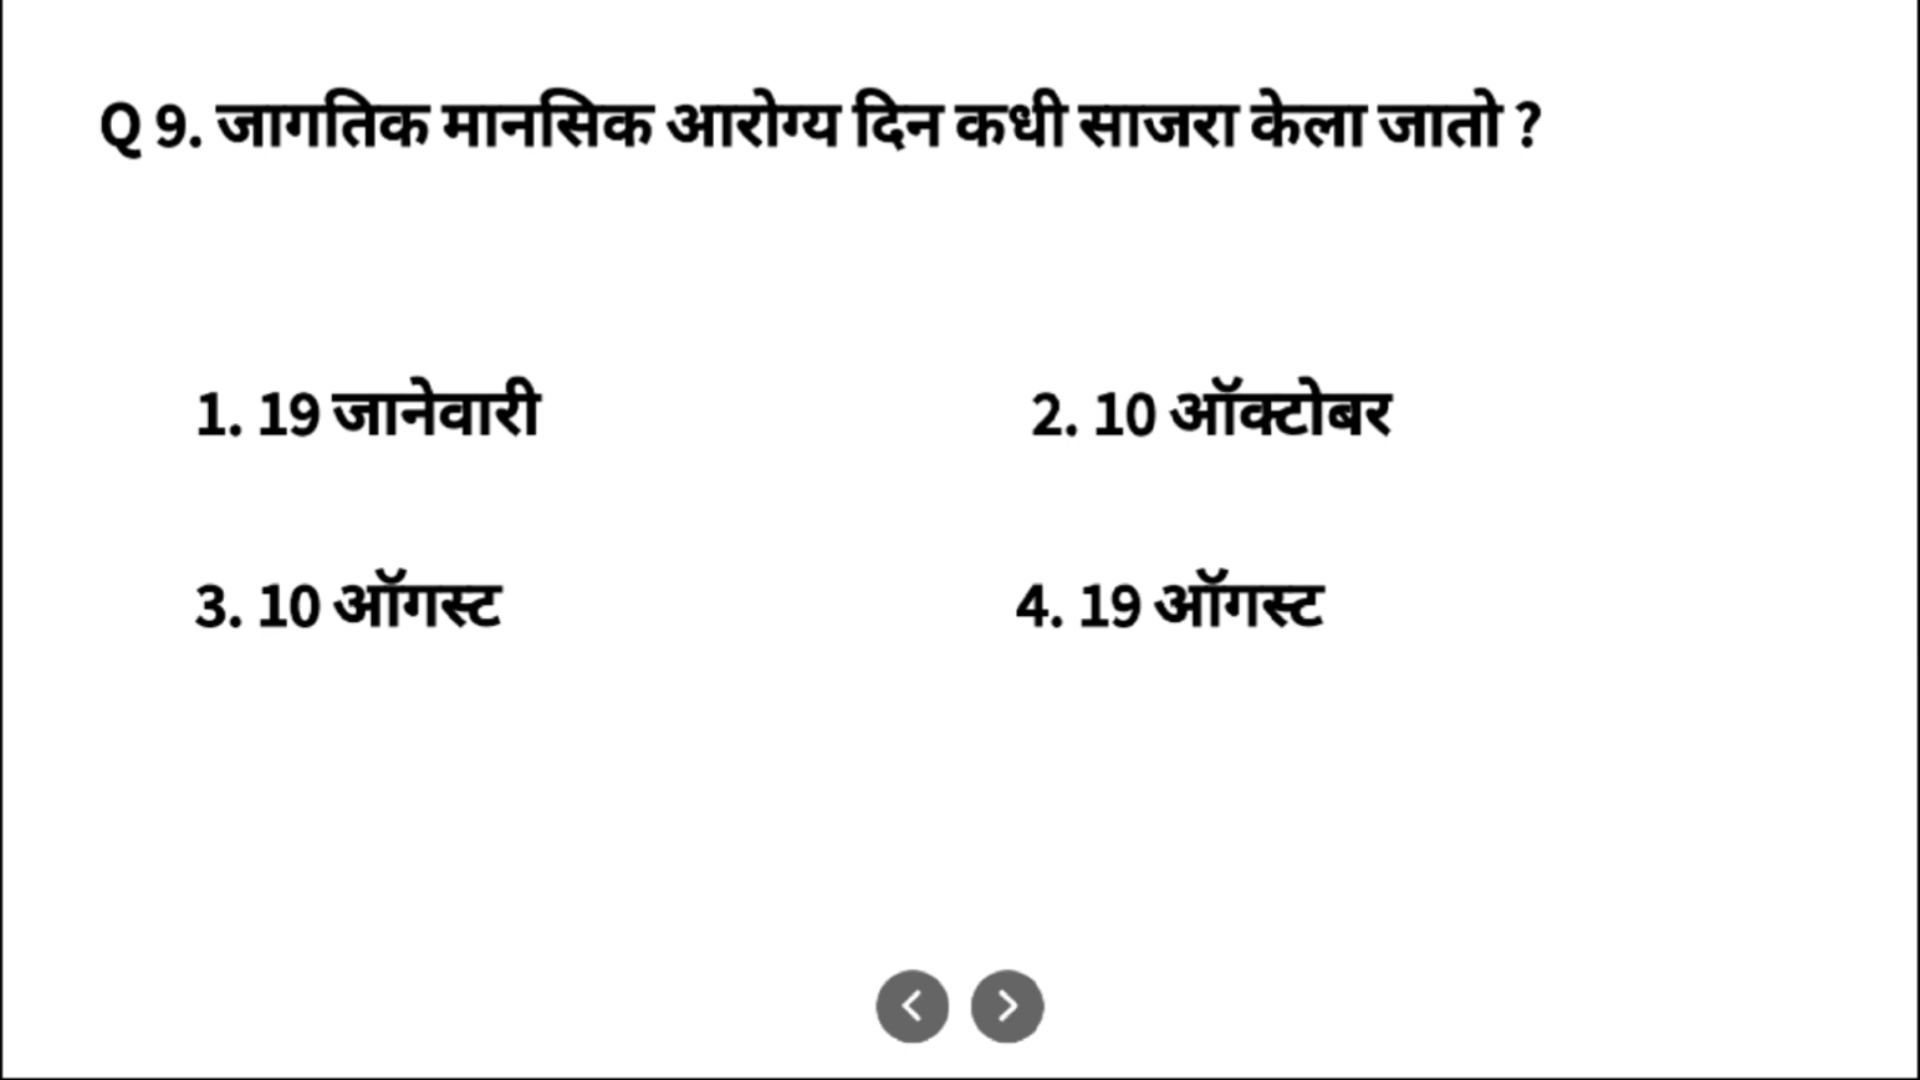 Q 9. जागतिक मानसिक आरोग्य दिन कधी साजरा केला जातो ?
1. 19 जानेवारी
2. 10 ऑक्टोबर
3. 10 ऑगस्ट
4. 19 ऑगस्ट